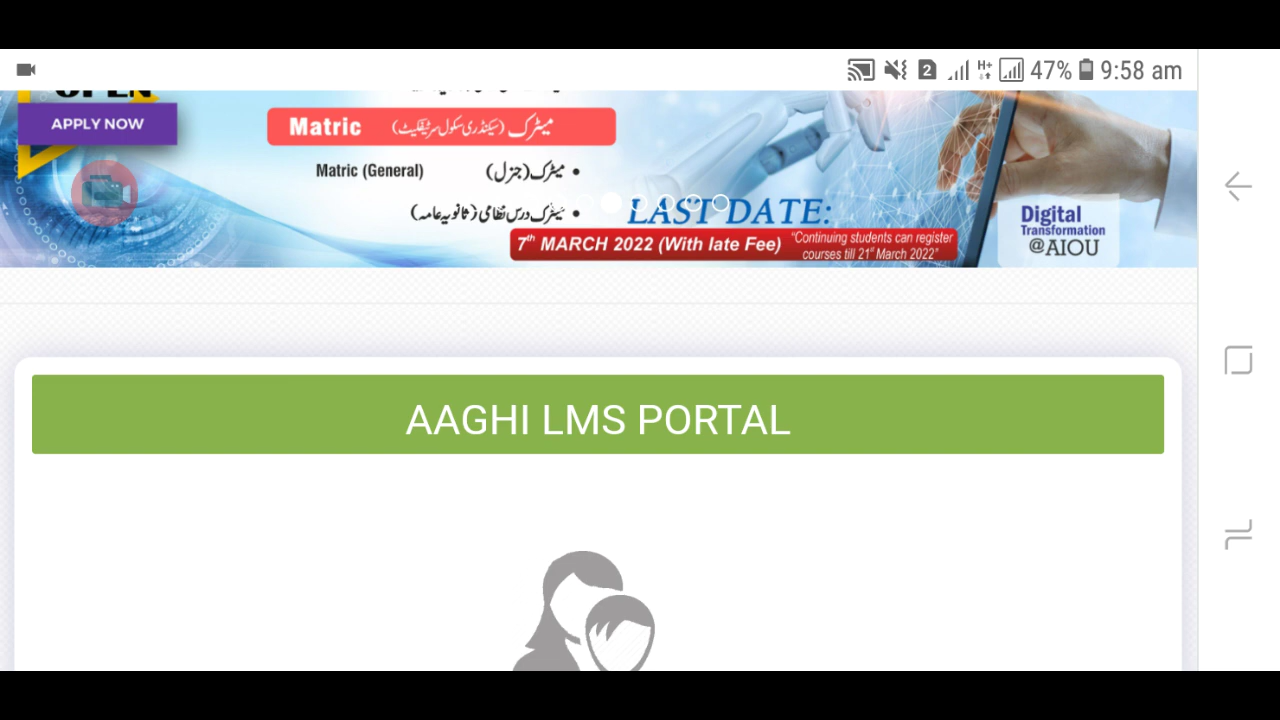 2 H+ 47% 9:58 am
OPEN
APPLY NOW
Matric میٹرک (سیکنڈری سکول سرٹیفکیٹ)
Matric (General) میٹرک (جنرل) •
میٹرک درس نظامی (ثانویہ عامہ) •
LAST DATE:
7th MARCH 2022 (With late Fee) "Continuing students can register
courses till 21st March 2022"
Digital
Transformation
@AIOU
AAGHI LMS PORTAL